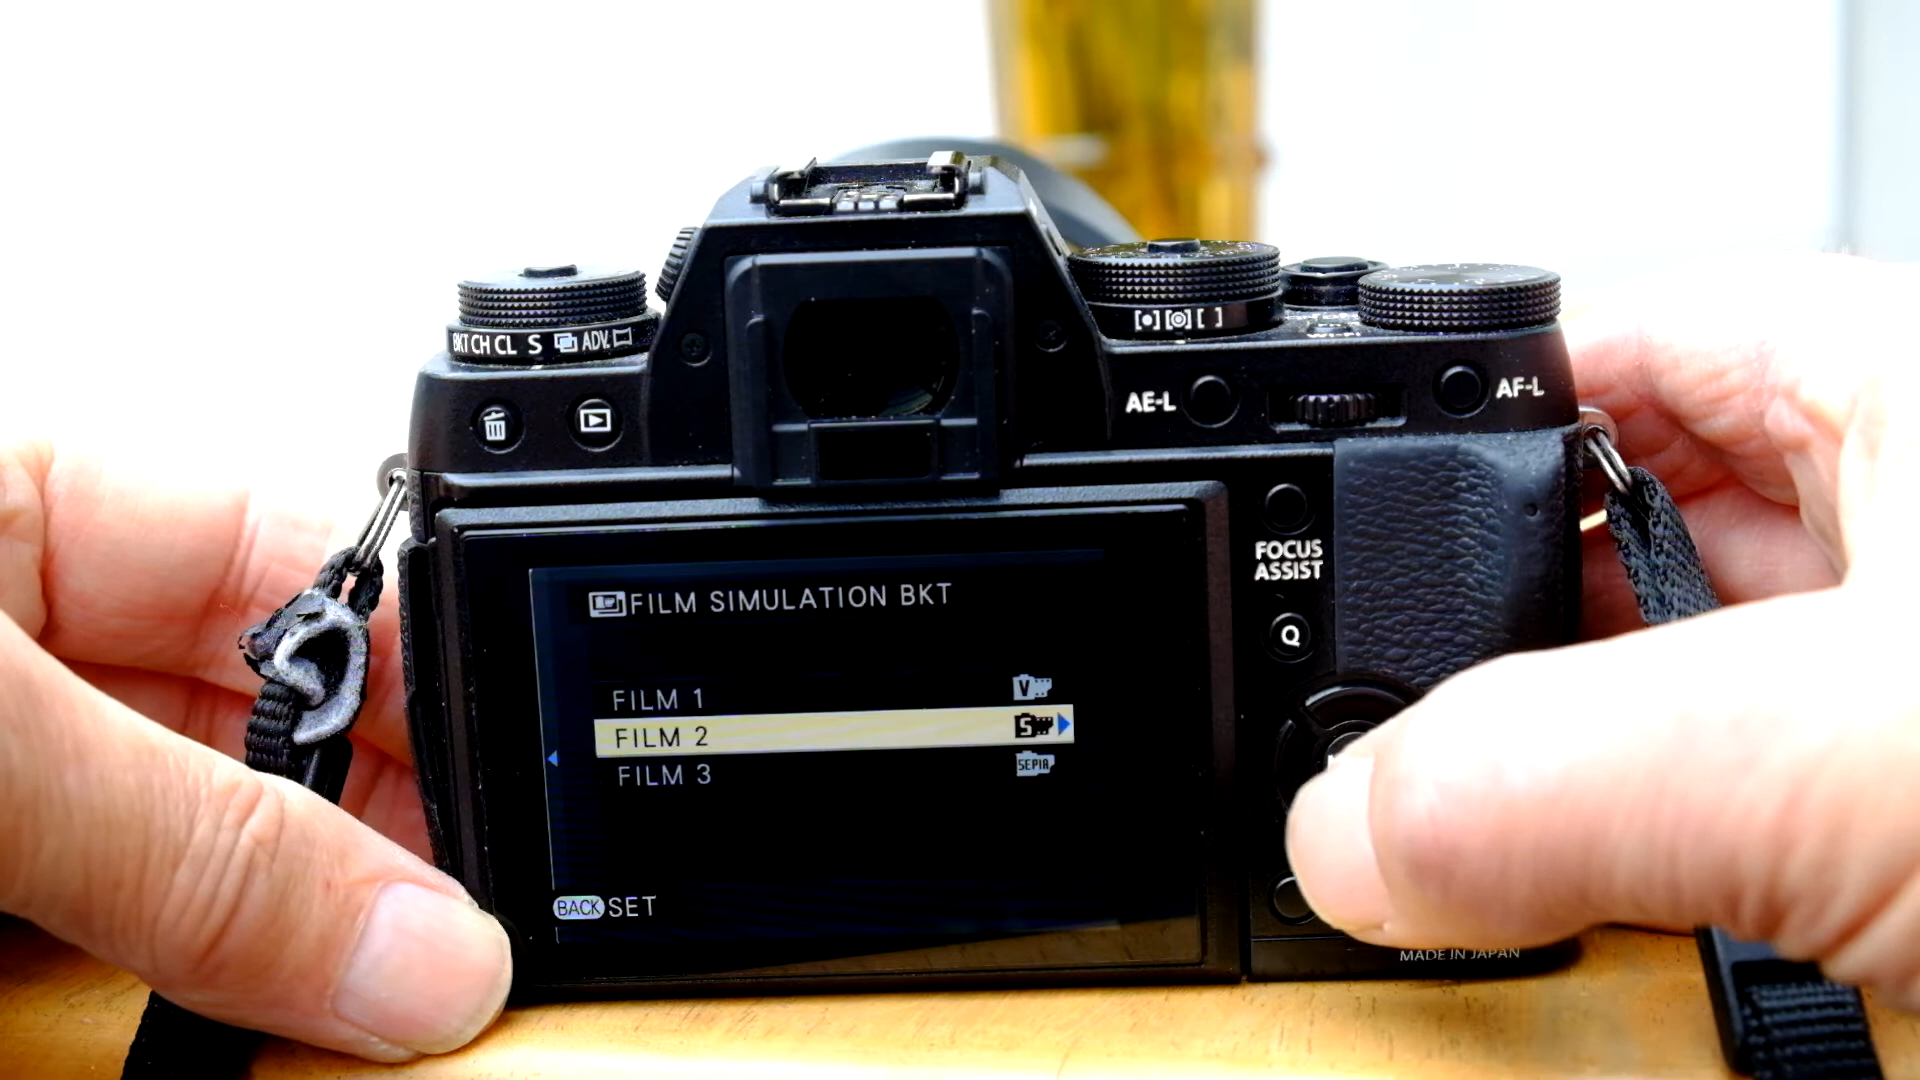 BKT CH CL S ADV.
[ ] [ ] [ ]
AE-L
AF-L
FOCUS
ASSIST
Q
FILM SIMULATION BKT
FILM 1 V
FILM 2 S
FILM 3 SEPIA
BACK SET
MADE IN JAPAN